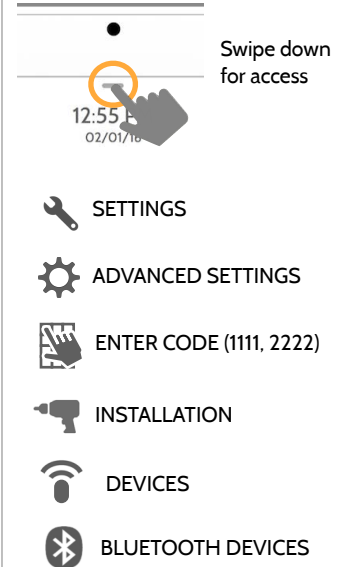 Swipe down
for access
12:55 P
02/01/18
SETTINGS
ADVANCED SETTINGS
ENTER CODE (1111, 2222)
INSTALLATION
DEVICES
BLUETOOTH DEVICES